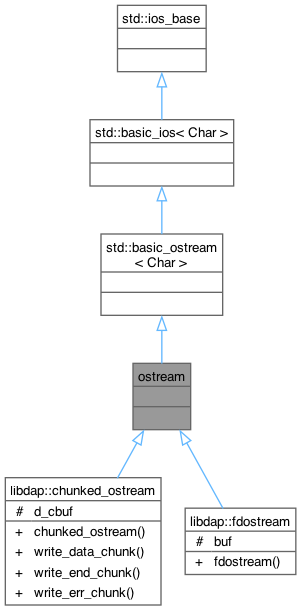 std::ios_base
std::basic_ios< Char >
std::basic_ostream
< Char >
ostream
libdap::chunked_ostream
# d_cbuf
+ chunked_ostream()
+ write_data_chunk()
+ write_end_chunk()
+ write_err_chunk()
libdap::fdostream
# buf
+ fdostream()